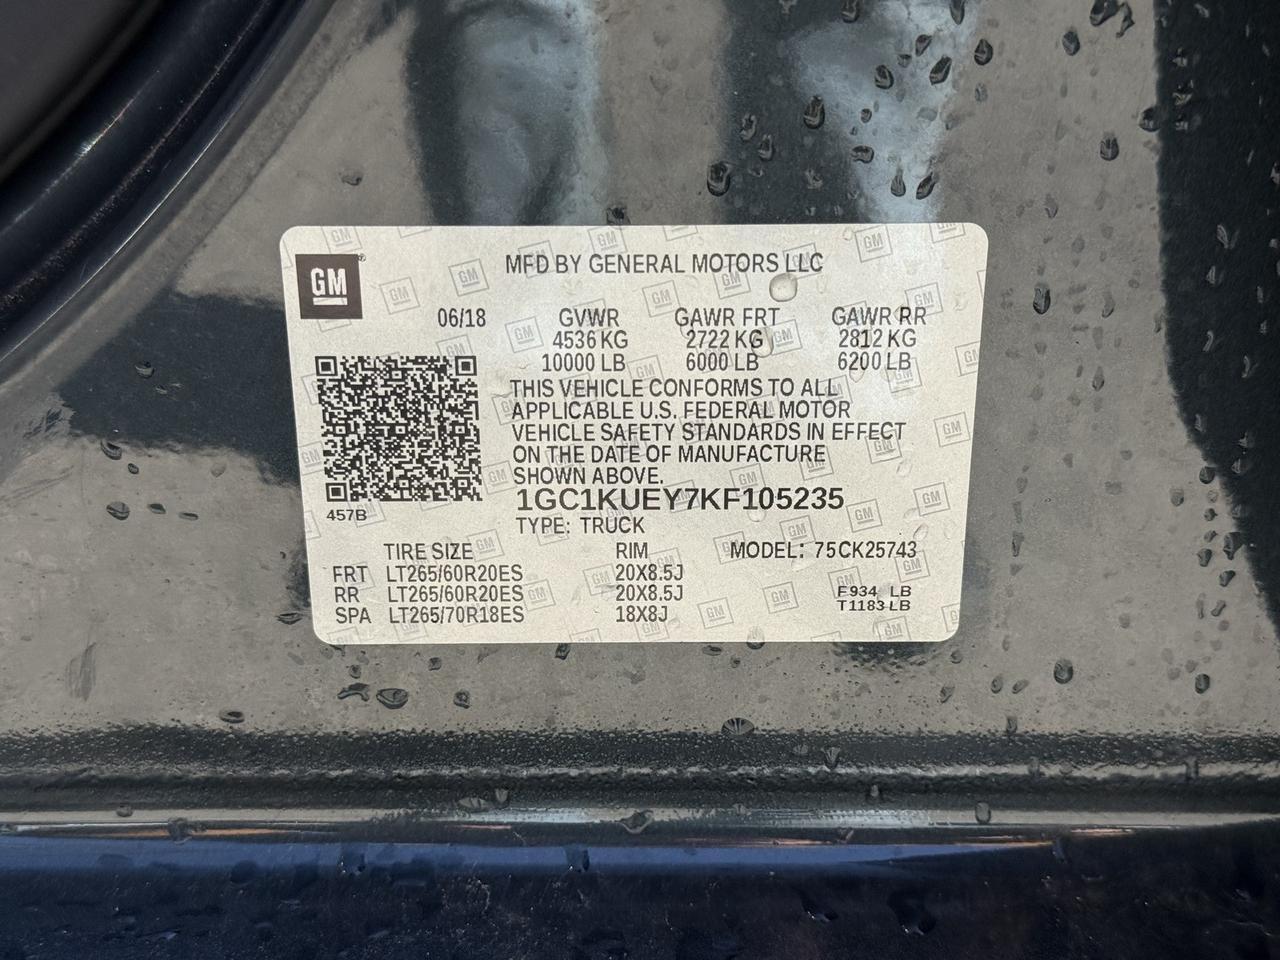 GM
MFD BY GENERAL MOTORS LLC
06/18 GVWR GAWR FRT GAWR RR
4536 KG 2722 KG 2812 KG
10000 LB 6000 LB 6200 LB
THIS VEHICLE CONFORMS TO ALL
APPLICABLE U.S. FEDERAL MOTOR
VEHICLE SAFETY STANDARDS IN EFFECT
ON THE DATE OF MANUFACTURE
SHOWN ABOVE.
1GC1KUEY7KF105235
457B
TYPE: TRUCK
TIRE SIZE RIM MODEL: 75CK25743
FRT LT265/60R20ES 20X8.5J
RR LT265/60R20ES 20X8.5J F934 LB
SPA LT265/70R18ES 18X8J T1183 LB